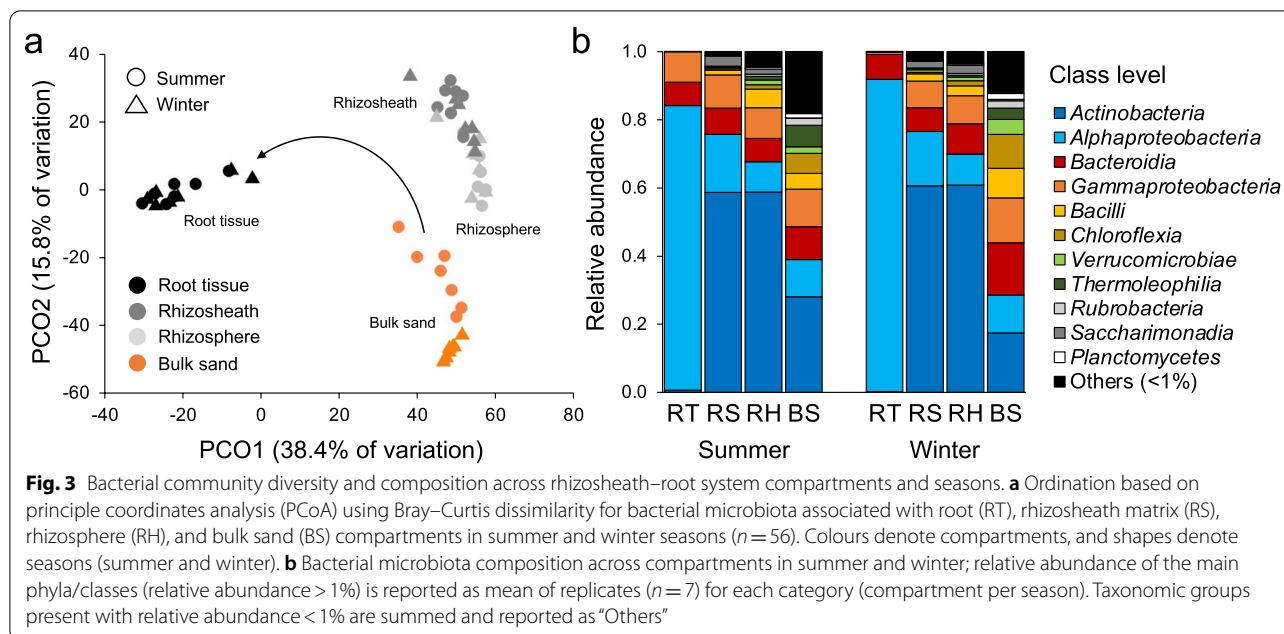 a
40
20
0
-20
-40
-60
PCO2 (15.8% of variation)
Summer
Winter
Rhizosheath
Root tissue
Rhizosphere
Bulk sand
Root tissue
Rhizosheath
Rhizosphere
Bulk sand
-40 -20 0 20 40 60 80
PCO1 (38.4% of variation)
b
1.0
0.8
0.6
0.4
0.2
0.0
Relative abundance
RT RS RH BS RT RS RH BS
Summer Winter
Class level
Actinobacteria
Alphaproteobacteria
Bacteroidia
Gammaproteobacteria
Bacilli
Chloroflexia
Verrucomicrobiae
Thermoleophilia
Rubrobacteria
Saccharimonadia
Planctomycetes
Others (<1%)
Fig. 3 Bacterial community diversity and composition across rhizosheath–root system compartments and seasons. a Ordination based on
principle coordinates analysis (PCoA) using Bray–Curtis dissimilarity for bacterial microbiota associated with root (RT), rhizosheath matrix (RS),
rhizosphere (RH), and bulk sand (BS) compartments in summer and winter seasons (n = 56). Colours denote compartments, and shapes denote
seasons (summer and winter). b Bacterial microbiota composition across compartments in summer and winter; relative abundance of the main
phyla/classes (relative abundance > 1%) is reported as mean of replicates (n = 7) for each category (compartment per season). Taxonomic groups
present with relative abundance < 1% are summed and reported as “Others”